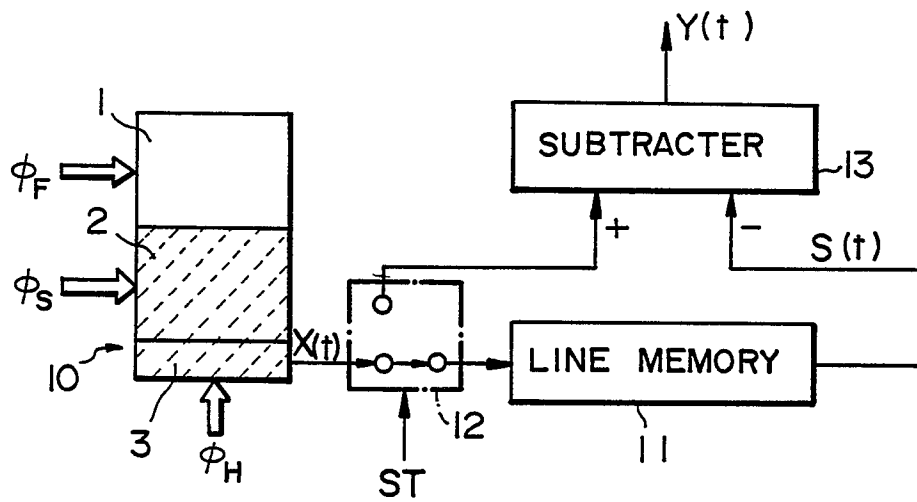 Y(t)
1
SUBTRACTER
ϕF
13
2
+
−
S(t)
ϕS
X(t)
10
LINE MEMORY
3
12
11
ϕH
ST